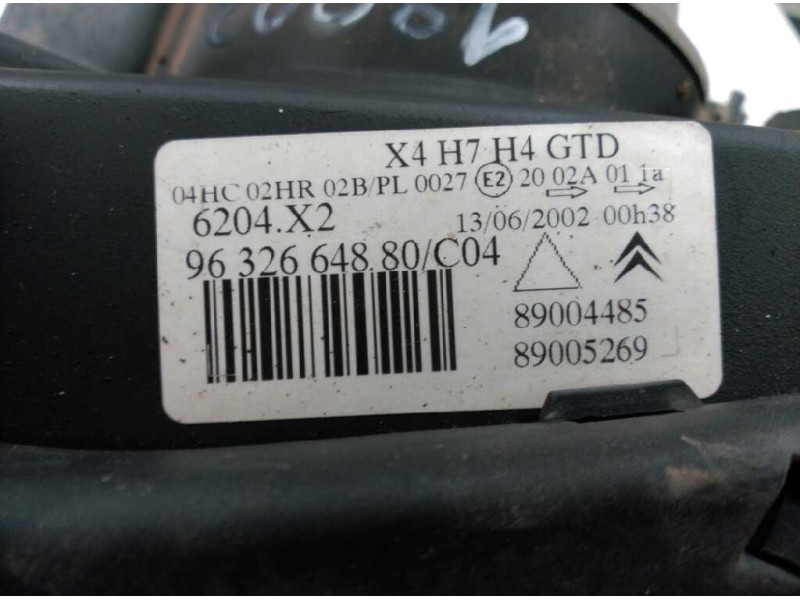 X4 H7 H4 GTD
04HC 02HR 02B/PL 0027 E2 20 02A 01 1a
6204.X2
13/06/2002 00h38
96 326 648 80/C04
89004485
89005269